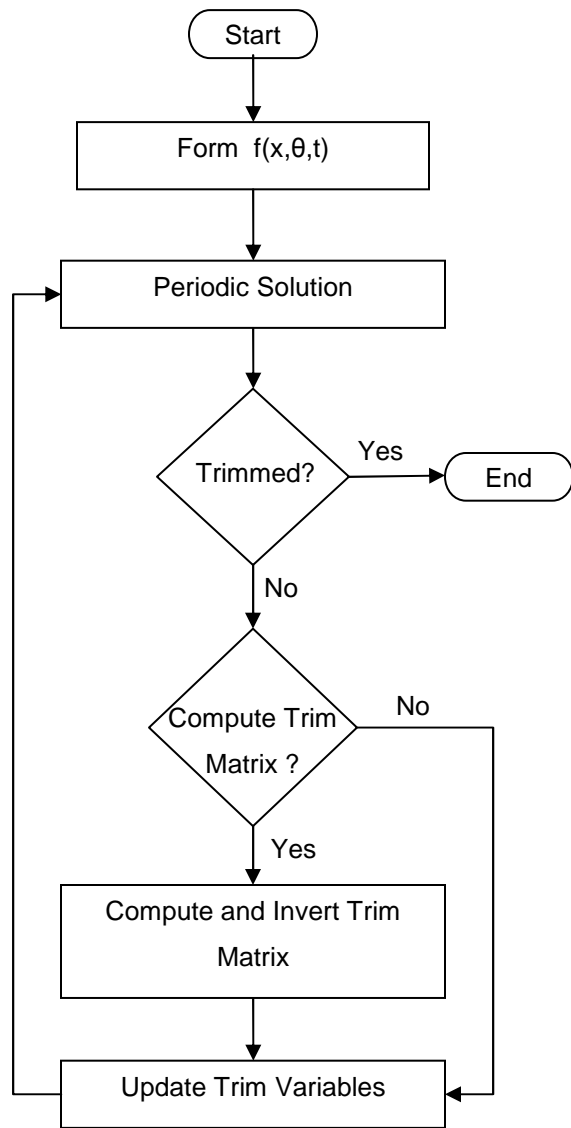 Start
Form f(x,θ,t)
Periodic Solution
Trimmed?
Yes
End
No
Compute Trim
Matrix ?
No
Yes
Compute and Invert Trim
Matrix
Update Trim Variables